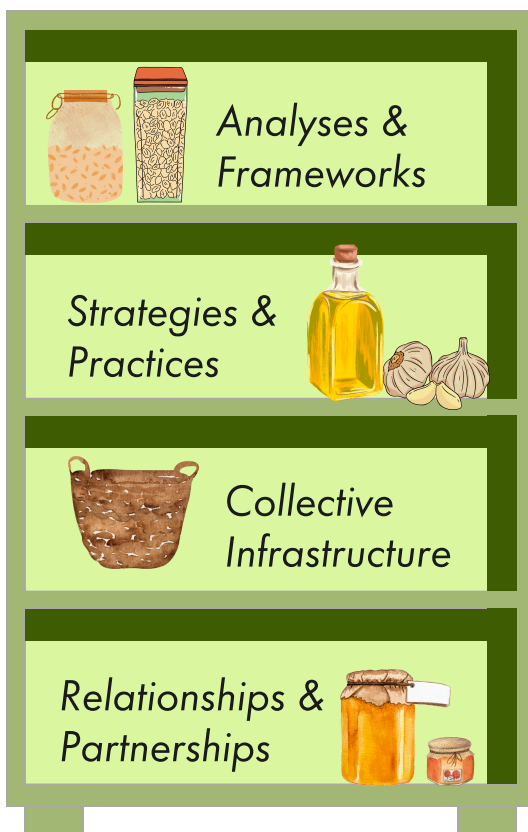 Analyses &
Frameworks
Strategies &
Practices
Collective
Infrastructure
Relationships &
Partnerships